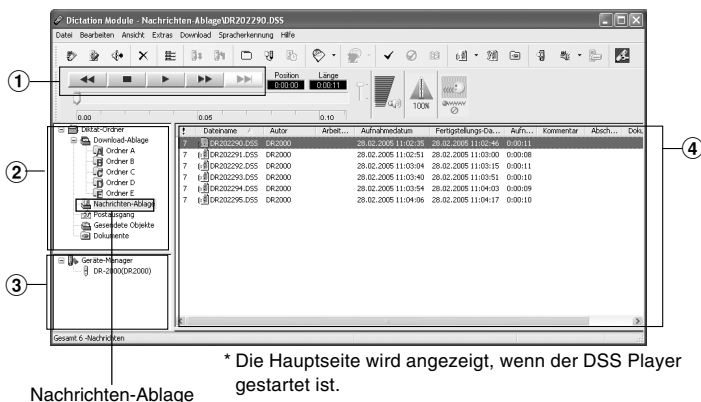 Dictation Module - Nachrichten-Ablage\DR202290.DSS
Datei Bearbeiten Ansicht Extras Download Spracherkennung Hilfe
1
Position Länge
0:00:00 0:00:11
100%
0.00 0.05 0.10
2
Diktat-Ordner
Download-Ablage
Ordner A
Ordner B
Ordner C
Ordner D
Ordner E
Nachrichten-Ablage
Postausgang
Gesendete Objekte
Dokumente
3
Geräte-Manager
DR-2000(DR2000)
4
! Dateiname / Autor Arbeit... Aufnahmedatum Fertigstellungs-Da... Aufn... Kommentar Absch... Doku
7 DR202290.DSS DR2000 28.02.2005 11:02:35 28.02.2005 11:02:46 0:00:11
7 DR202291.DSS DR2000 28.02.2005 11:02:51 28.02.2005 11:03:00 0:00:08
7 DR202292.DSS DR2000 28.02.2005 11:03:04 28.02.2005 11:03:15 0:00:11
7 DR202293.DSS DR2000 28.02.2005 11:03:40 28.02.2005 11:03:51 0:00:10
7 DR202294.DSS DR2000 28.02.2005 11:03:54 28.02.2005 11:04:03 0:00:09
7 DR202295.DSS DR2000 28.02.2005 11:04:06 28.02.2005 11:04:17 0:00:10
Gesamt 6 -Nachrichten
* Die Hauptseite wird angezeigt, wenn der DSS Player
gestartet ist.
Nachrichten-Ablage